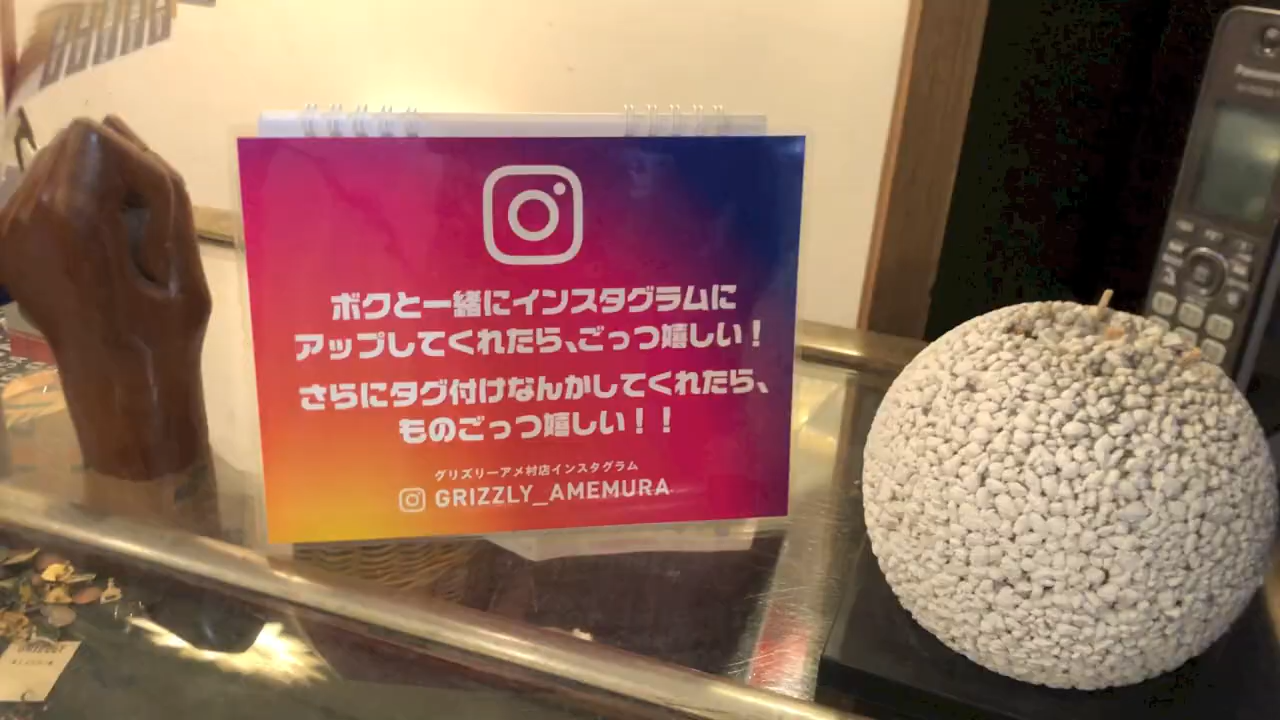 ボクと一緒にインスタグラムに
アップしてくれたら、ごっつ嬉しい！
さらにタグ付けなんかしてくれたら、
ものごっつ嬉しい！！
グリズリーアメ村店インスタグラム
GRIZZLY_AMEMURA
Panasonic
GRIZZLY